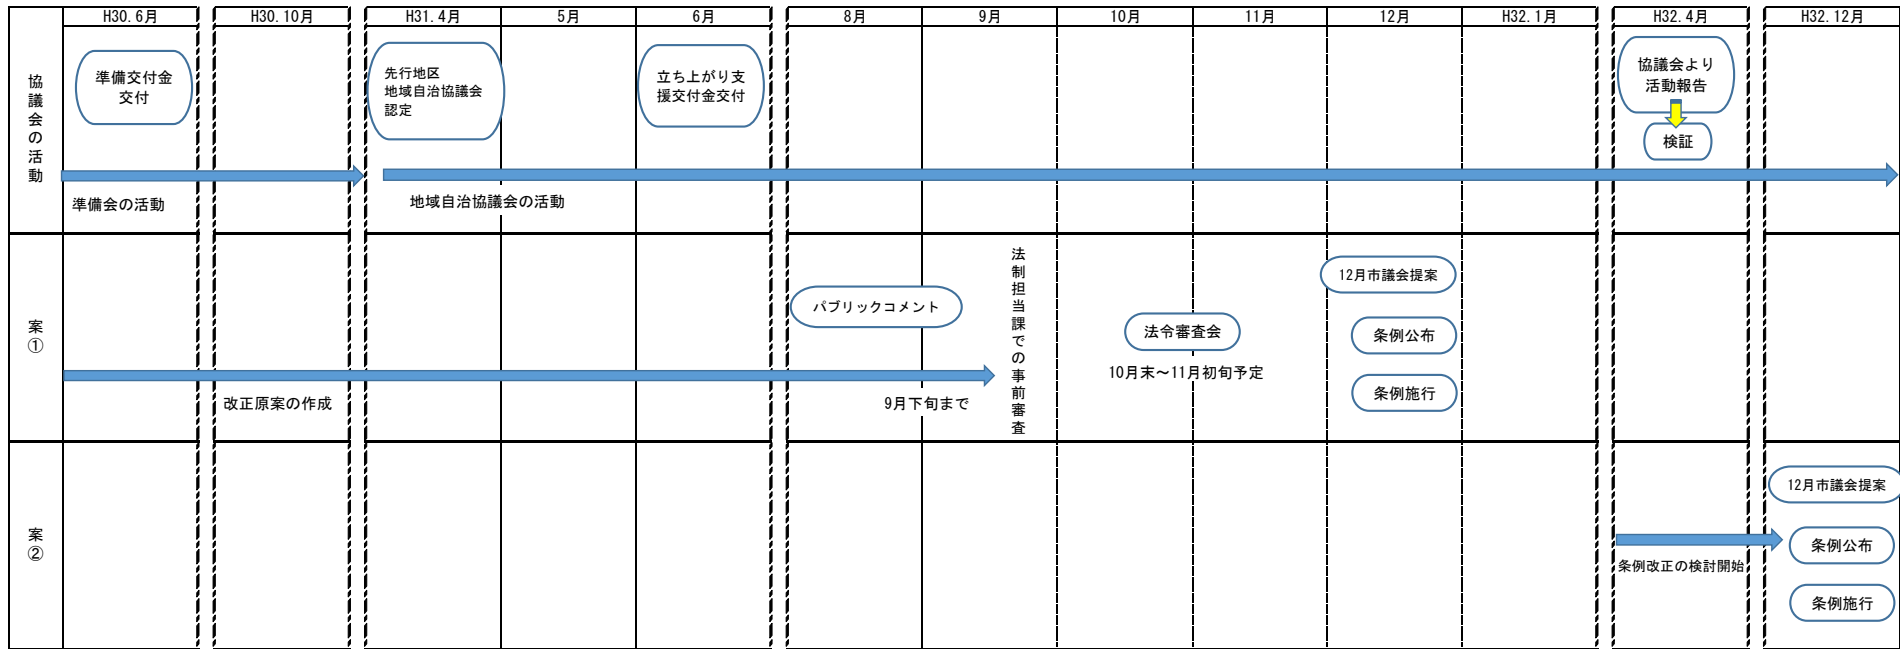 H30.6月
H30.10月
H31.4月
5月
6月
8月
9月
10月
11月
12月
H32.1月
H32.4月
H32.12月
協議会の活動
準備交付金
交付
先行地区
地域自治協議会
認定
立ち上がり支
援交付金交付
協議会より
活動報告
検証
準備会の活動
地域自治協議会の活動
案①
パブリックコメント
法制担当課での事前審査
法令審査会
10月末～11月初旬予定
12月市議会提案
条例公布
条例施行
改正原案の作成
9月下旬まで
案②
条例改正の検討開始
12月市議会提案
条例公布
条例施行